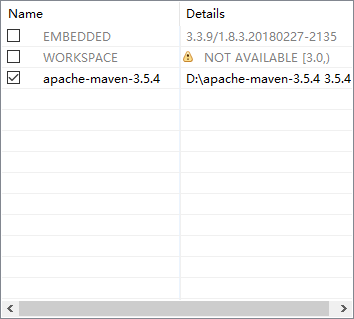 Name Details
EMBEDDED 3.3.9/1.8.3.20180227-2135
WORKSPACE NOT AVAILABLE [3.0,)
apache-maven-3.5.4 D:\apache-maven-3.5.4 3.5.4